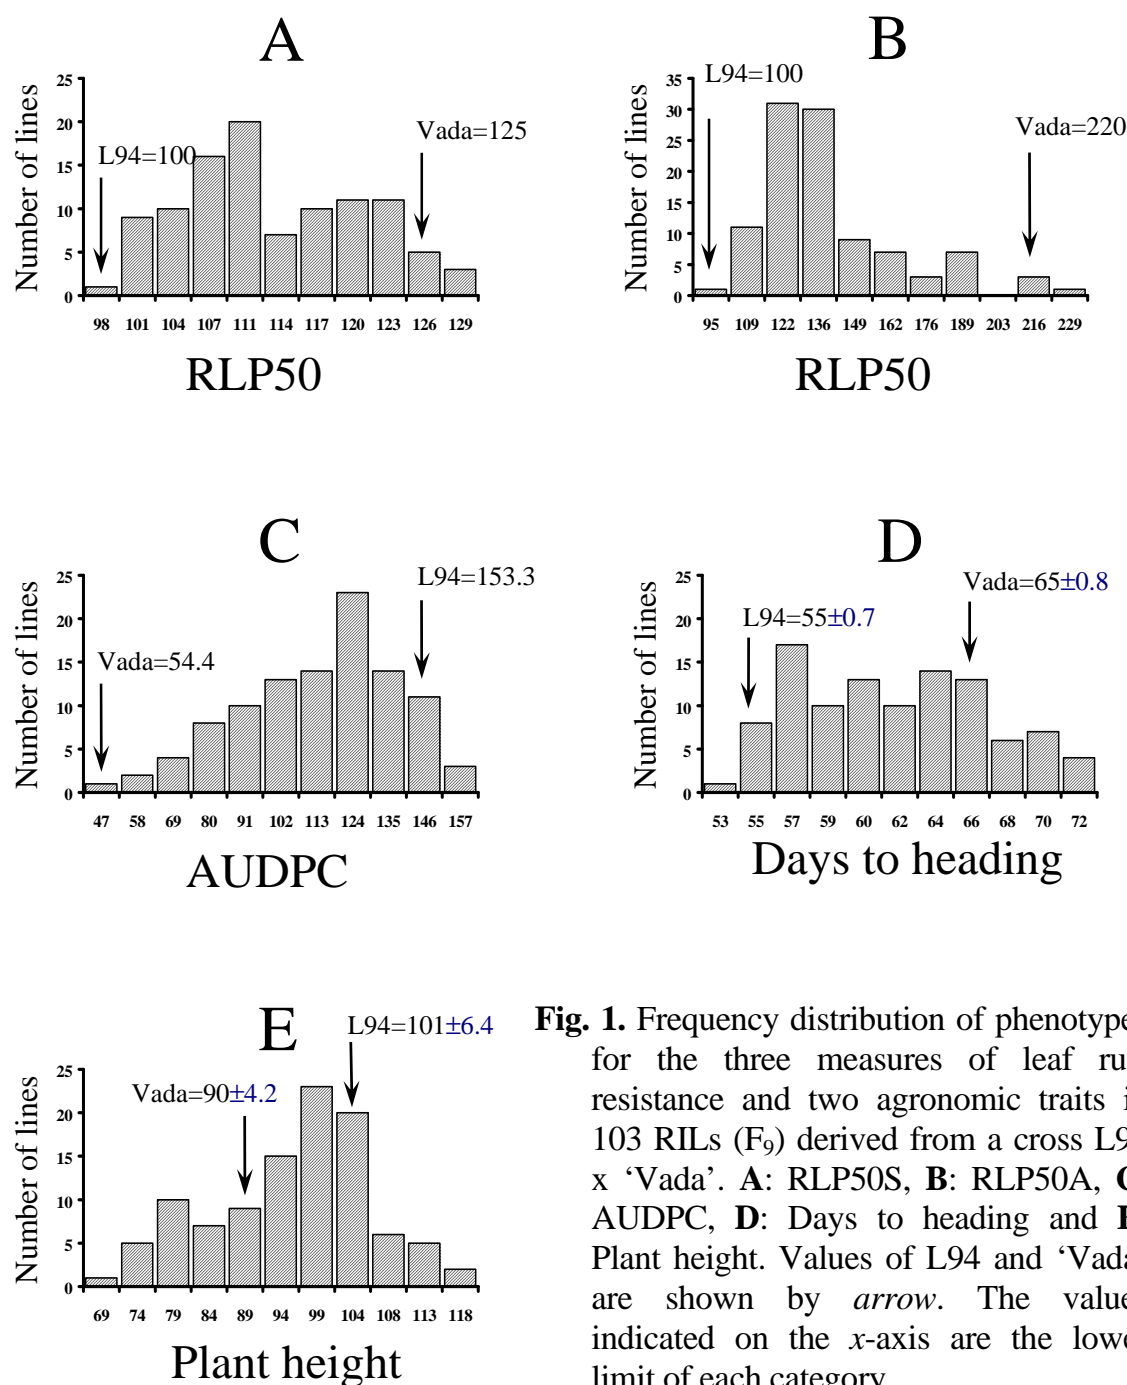 A
25
20
15
10
5
0
Number of lines
L94=100
Vada=125
98 101 104 107 111 114 117 120 123 126 129
RLP50
B
35
30
25
20
15
10
5
0
Number of lines
L94=100
Vada=220
95 109 122 136 149 162 176 189 203 216 229
RLP50
C
25
20
15
10
5
0
Number of lines
Vada=54.4
L94=153.3
47 58 69 80 91 102 113 124 135 146 157
AUDPC
D
25
20
15
10
5
0
Number of lines
L94=55±0.7
Vada=65±0.8
53 55 57 59 60 62 64 66 68 70 72
Days to heading
E
25
20
15
10
5
0
Number of lines
Vada=90±4.2
L94=101±6.4
69 74 79 84 89 94 99 104 108 113 118
Plant height
Fig. 1. Frequency distribution of phenotype
for the three measures of leaf ru
resistance and two agronomic traits i
103 RILs (F₉) derived from a cross L9
x ‘Vada’. A: RLP50S, B: RLP50A, C
AUDPC, D: Days to heading and E
Plant height. Values of L94 and ‘Vada
are shown by arrow. The value
indicated on the x-axis are the lowe
limit of each category